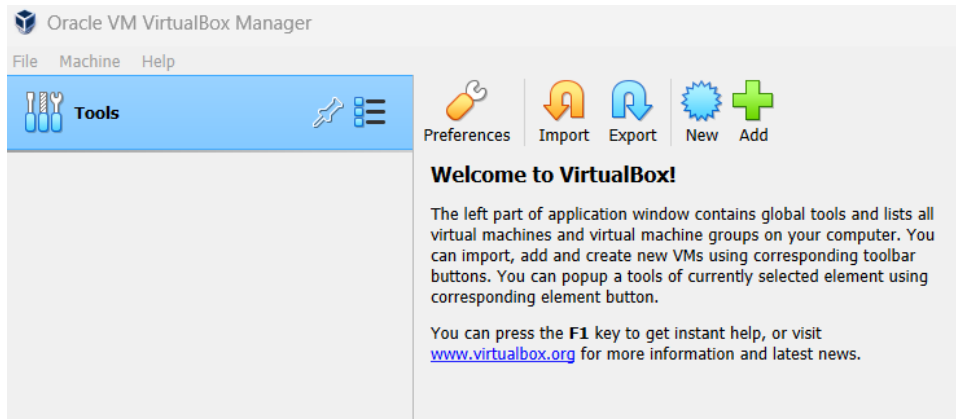 Oracle VM VirtualBox Manager
File Machine Help
Tools
Preferences Import Export New Add
Welcome to VirtualBox!
The left part of application window contains global tools and lists all
virtual machines and virtual machine groups on your computer. You
can import, add and create new VMs using corresponding toolbar
buttons. You can popup a tools of currently selected element using
corresponding element button.
You can press the F1 key to get instant help, or visit
www.virtualbox.org for more information and latest news.